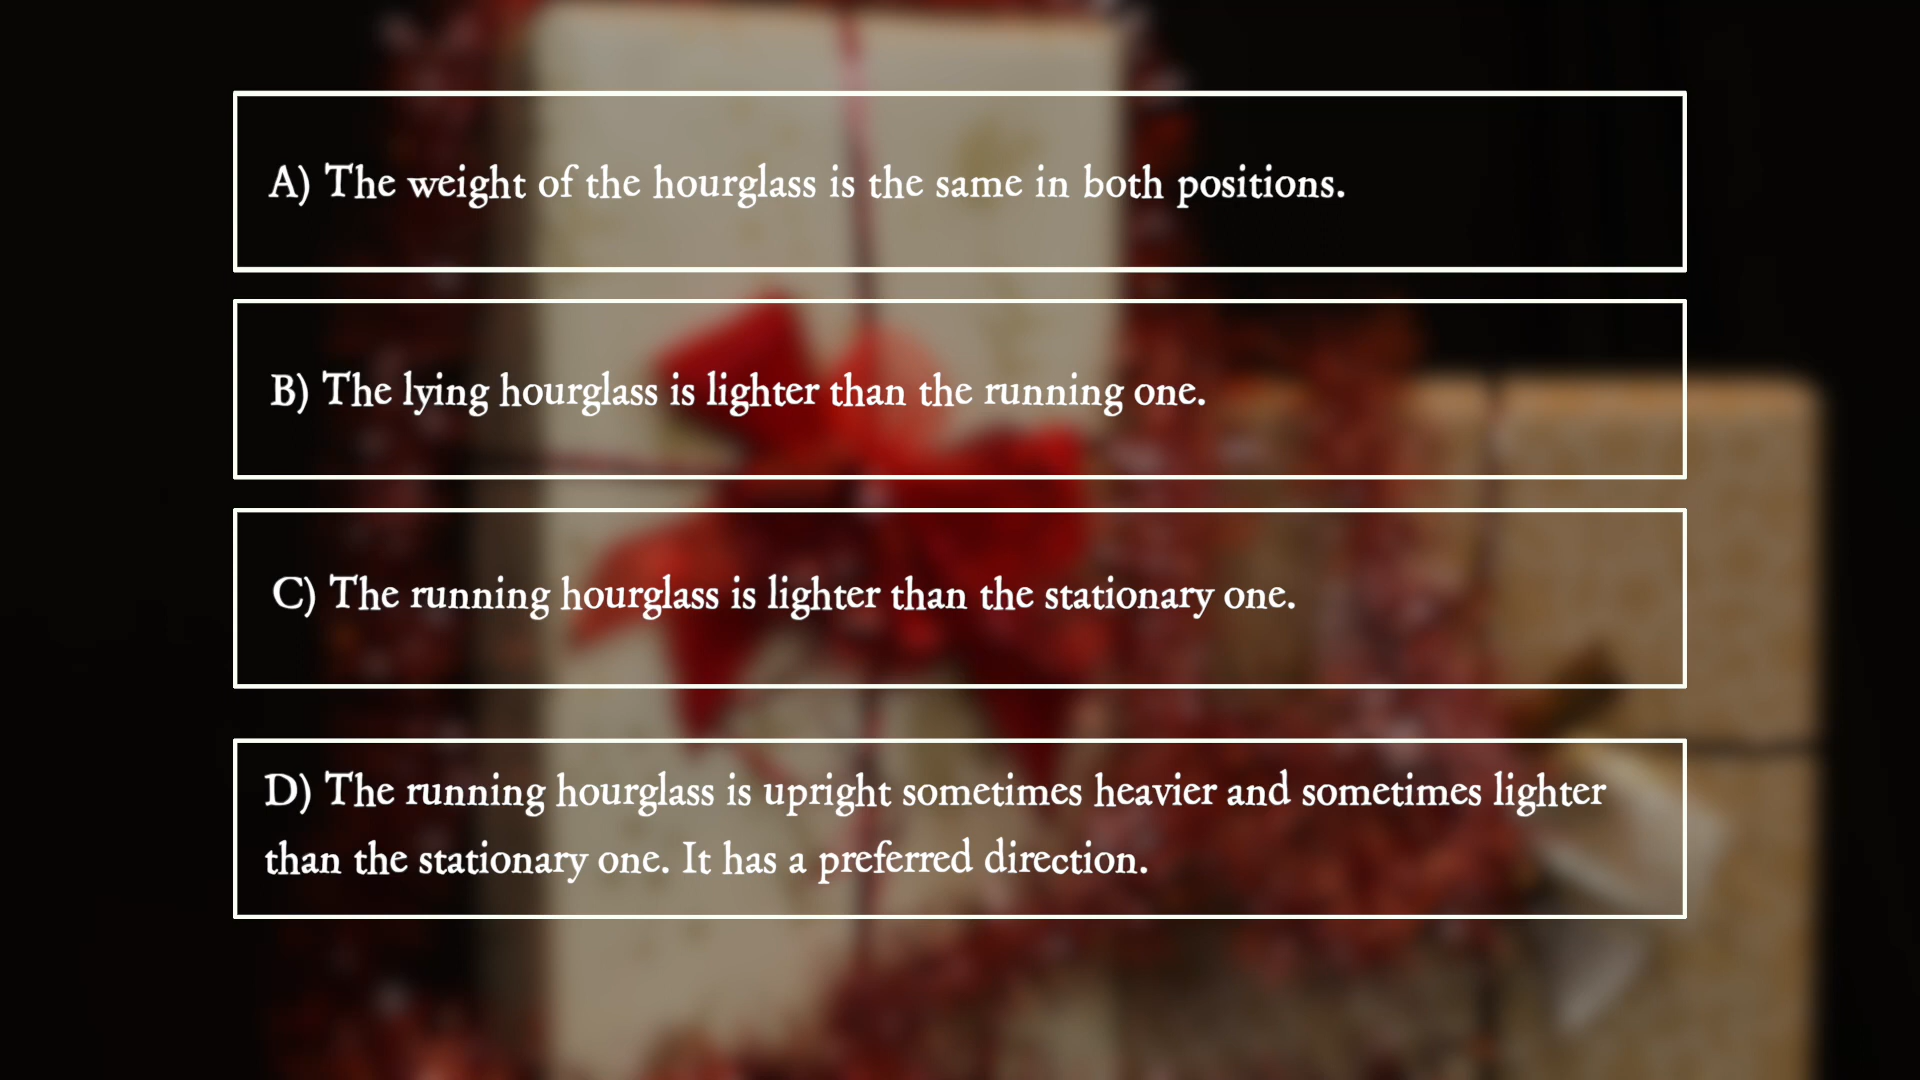 A) The weight of the hourglass is the same in both positions.
B) The lying hourglass is lighter than the running one.
C) The running hourglass is lighter than the stationary one.
D) The running hourglass is upright sometimes heavier and sometimes lighter
than the stationary one. It has a preferred direction.